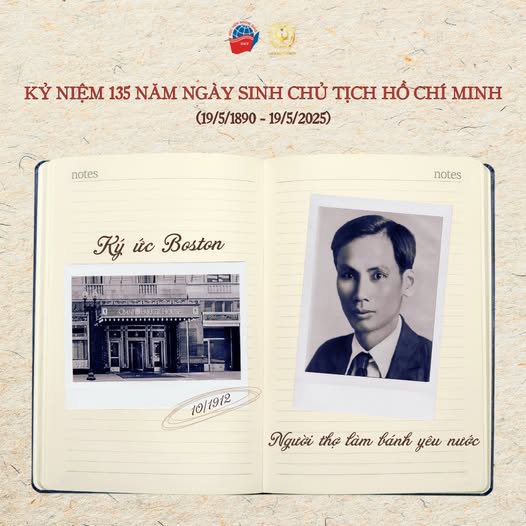 KỶ NIỆM 135 NĂM NGÀY SINH CHỦ TỊCH HỒ CHÍ MINH
(19/5/1890 - 19/5/2025)
notes
notes
Ký ức Boston
10/1912
Người thợ làm bánh yêu nước